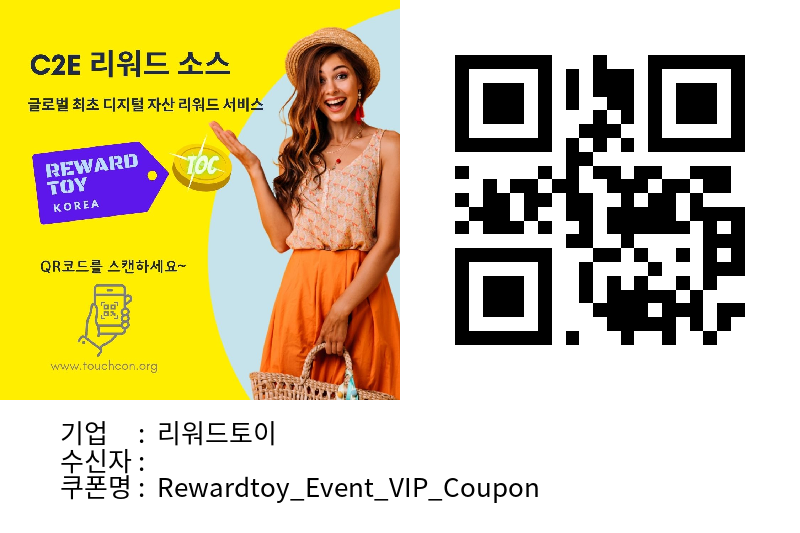 C2E 리워드 소스
글로벌 최초 디지털 자산 리워드 서비스
REWARD
TOY
KOREA
TOC
QR코드를 스캔하세요~
www.touchcon.org
기업 : 리워드토이
수신자 :
쿠폰명 : Rewardtoy_Event_VIP_Coupon